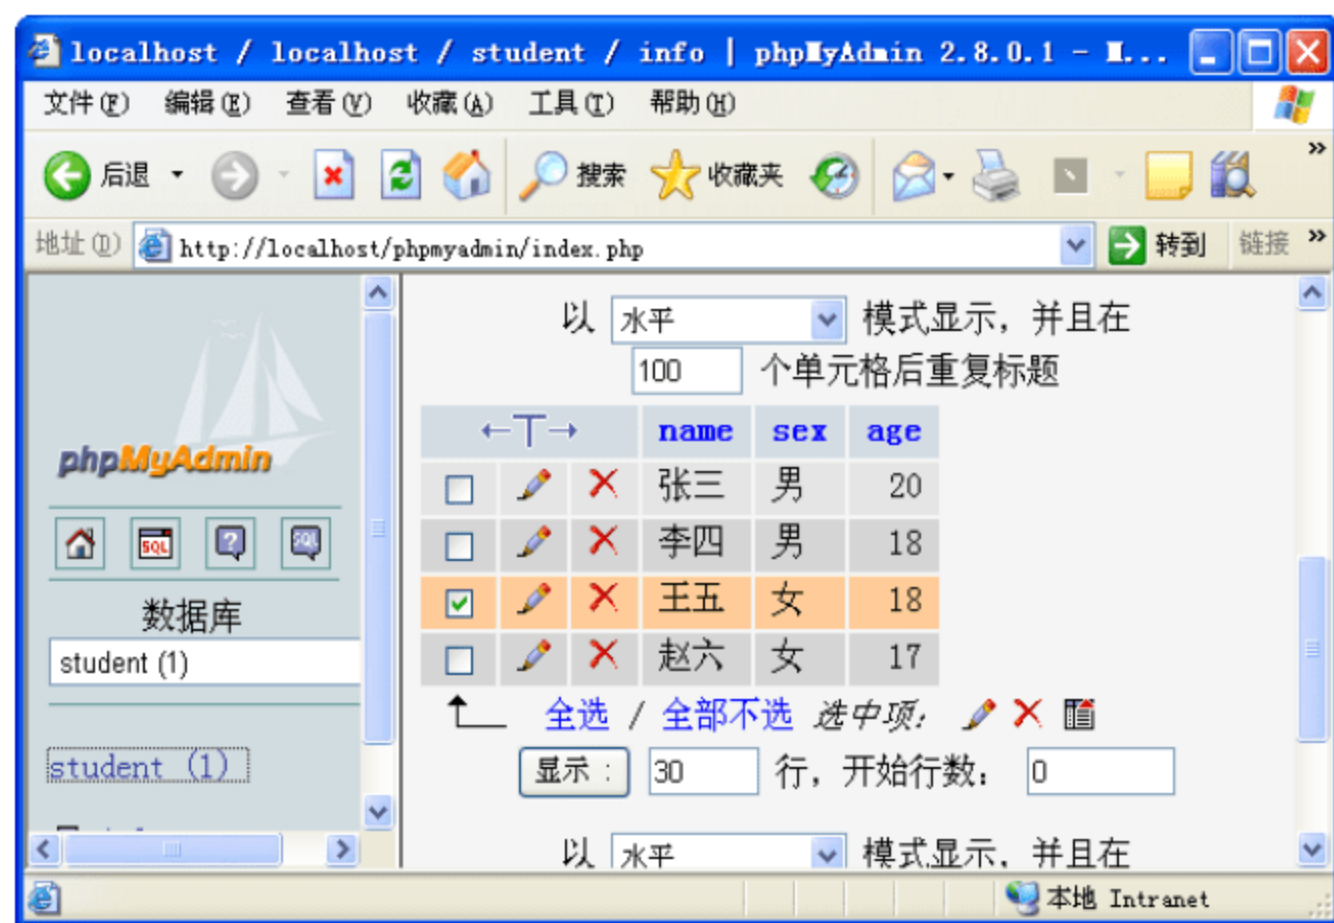 localhost / localhost / student / info | phpMyAdmin 2.8.0.1 - M...
文件(F) 编辑(E) 查看(V) 收藏(A) 工具(T) 帮助(H)
后退 搜索 收藏夹
地址(D) http://localhost/phpmyadmin/index.php 转到 链接
phpMyAdmin
SQL SQL
数据库
student (1)
student (1)
以 水平 模式显示，并且在
100 个单元格后重复标题
←T→ name sex age
张三 男 20
李四 男 18
王五 女 18
赵六 女 17
全选 / 全部不选 选中项:
显示 : 30 行，开始行数: 0
以 水平 模式显示，并且在
本地 Intranet